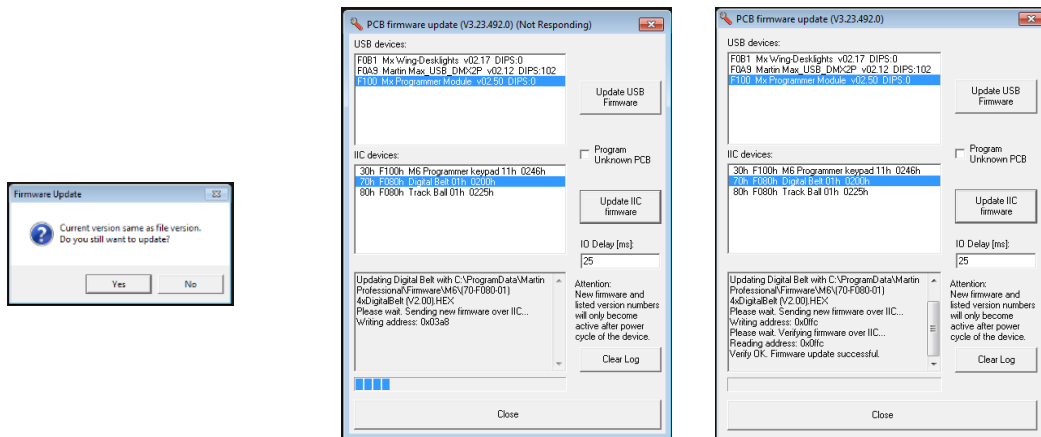 Firmware Update
Current version same as file version.
Do you still want to update?
Yes
No
PCB firmware update (V3.23.492.0) (Not Responding)
USB devices:
F0B1 Mx Wing-Desklights v02.17 DIPS:0
F0A9 Martin Max_USB_DMX2P v02.12 DIPS:102
F100 Mx Programmer Module v02.50 DIPS:0
Update USB
Firmware
Program
Unknown PCB
IIC devices:
30h F100h M6 Programmer keypad 11h 0246h
70h F080h Digital Belt 01h 0200h
80h F080h Track Ball 01h 0225h
Update IIC
firmware
IO Delay [ms]:
25
Updating Digital Belt with C:\ProgramData\Martin
Professional\Firmware\M6\(70-F080-01)
4xDigitalBelt (V2.00).HEX
Please wait. Sending new firmware over IIC...
Writing address: 0x03a8
Attention:
New firmware and
listed version numbers
will only become
active after power
cycle of the device.
Clear Log
Close
PCB firmware update (V3.23.492.0)
USB devices:
F0B1 Mx Wing-Desklights v02.17 DIPS:0
F0A9 Martin Max_USB_DMX2P v02.12 DIPS:102
F100 Mx Programmer Module v02.50 DIPS:0
Update USB
Firmware
Program
Unknown PCB
IIC devices:
30h F100h M6 Programmer keypad 11h 0246h
70h F080h Digital Belt 01h 0200h
80h F080h Track Ball 01h 0225h
Update IIC
firmware
IO Delay [ms]:
25
Updating Digital Belt with C:\ProgramData\Martin
Professional\Firmware\M6\(70-F080-01)
4xDigitalBelt (V2.00).HEX
Please wait. Sending new firmware over IIC...
Writing address: 0x0ffc
Please wait. Verifying firmware over IIC...
Reading address: 0x0ffc
Verify OK. Firmware update successful.
Attention:
New firmware and
listed version numbers
will only become
active after power
cycle of the device.
Clear Log
Close